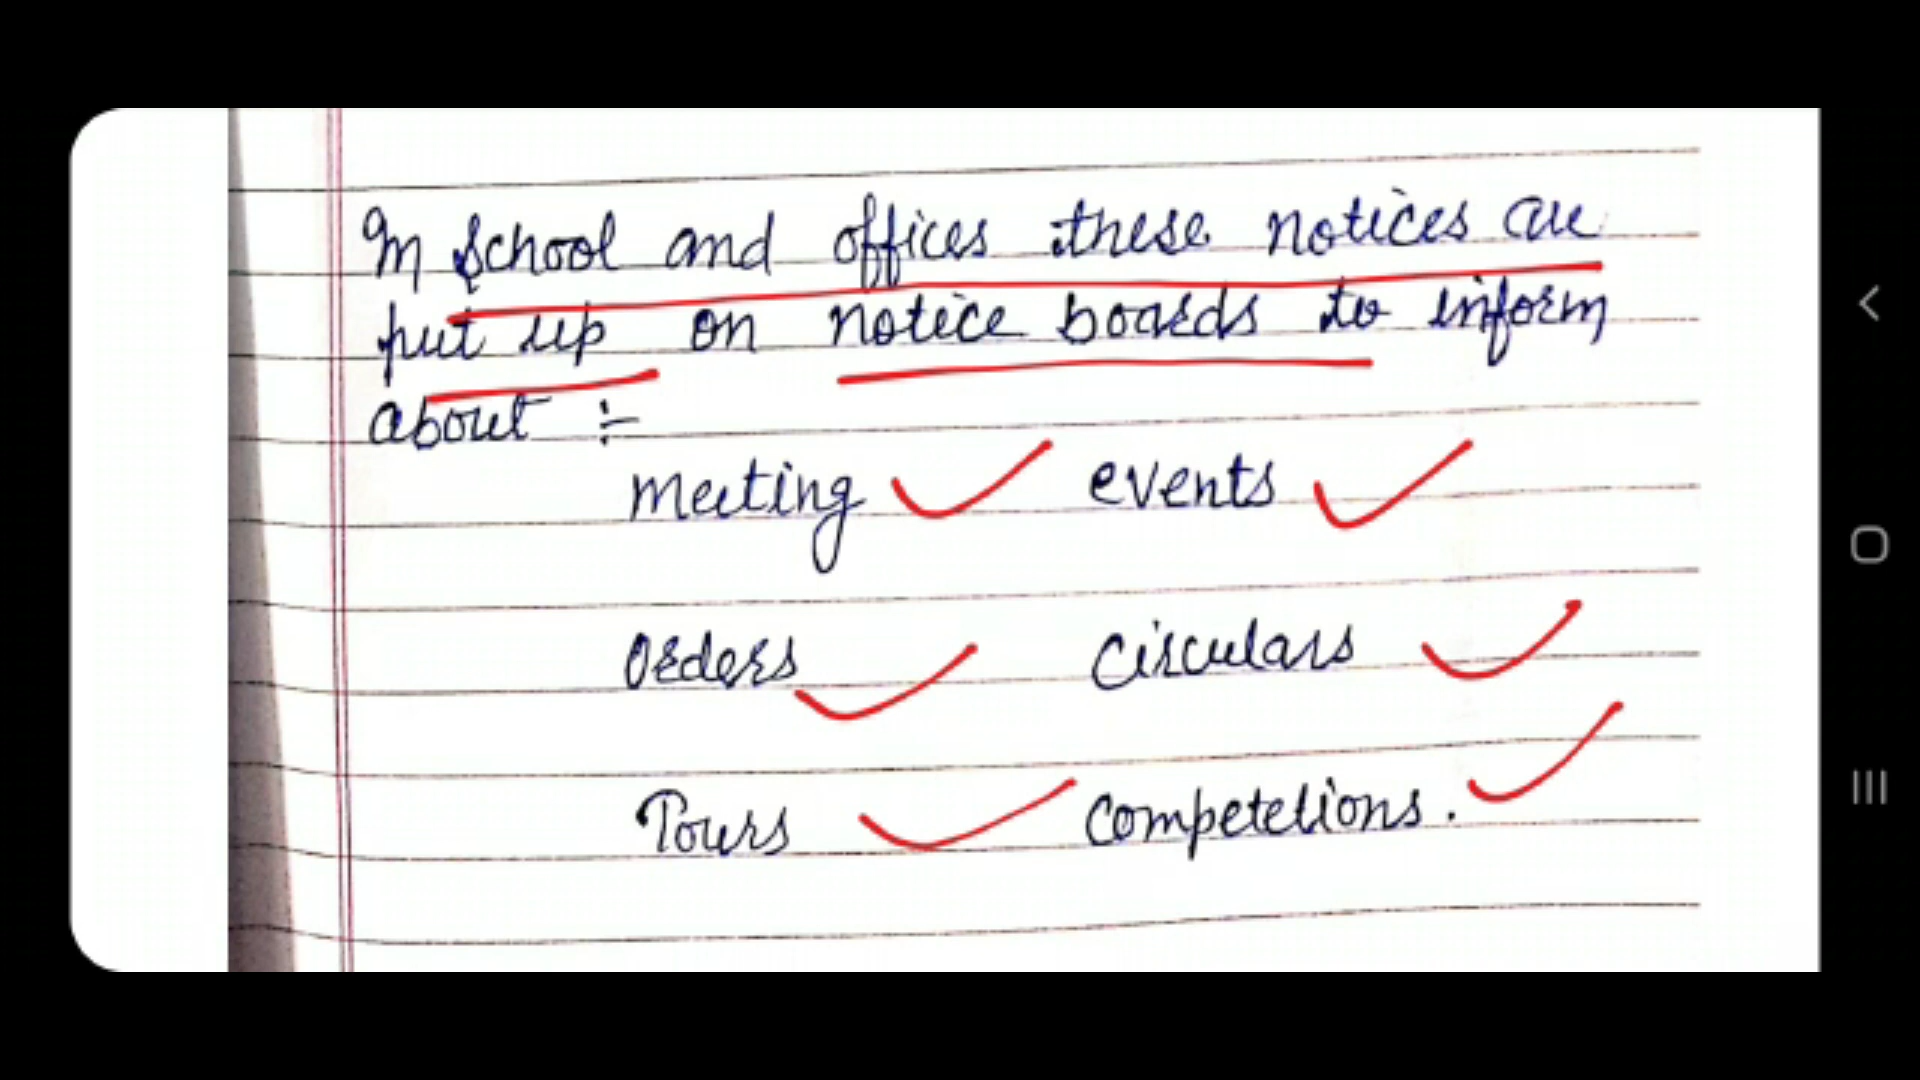 In School and offices these notices are
put up on notice boards to inform
about :-
meeting events
Orders Circulars
Tours Competetions.